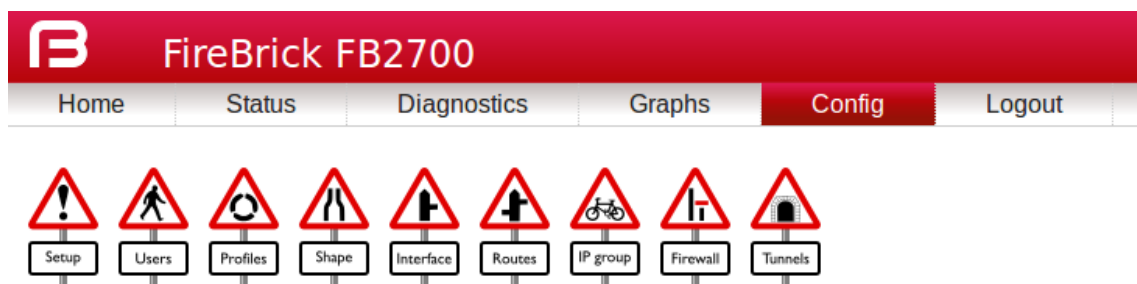 FireBrick FB2700
Home Status Diagnostics Graphs Config Logout
Setup Users Profiles Shape Interface Routes IP group Firewall Tunnels